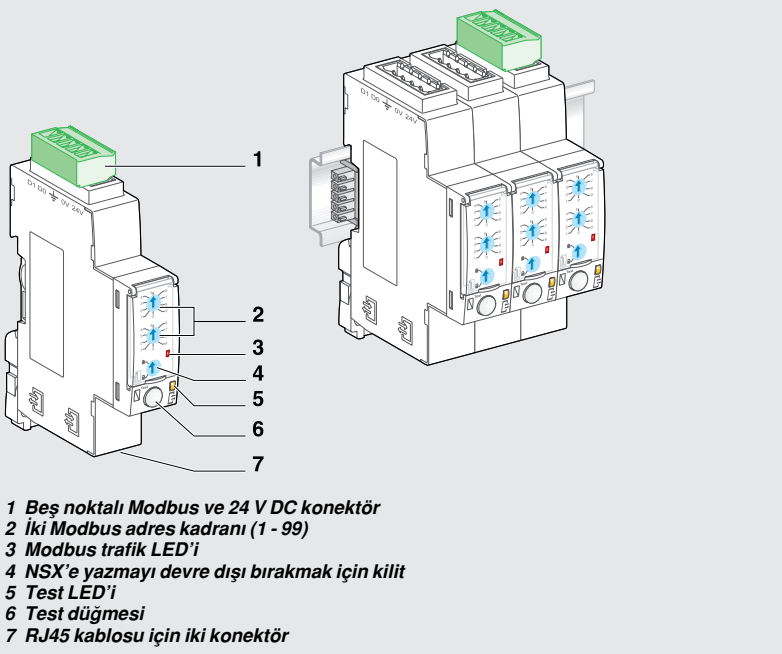 D1 D0 0V 24V
D1 D0 0V 24V
1
2
3
4
5
6
7
1 Beş noktalı Modbus ve 24 V DC konektör
2 İki Modbus adres kadranı (1 - 99)
3 Modbus trafik LED’i
4 NSX’e yazmayı devre dışı bırakmak için kilit
5 Test LED’i
6 Test düğmesi
7 RJ45 kablosu için iki konektör